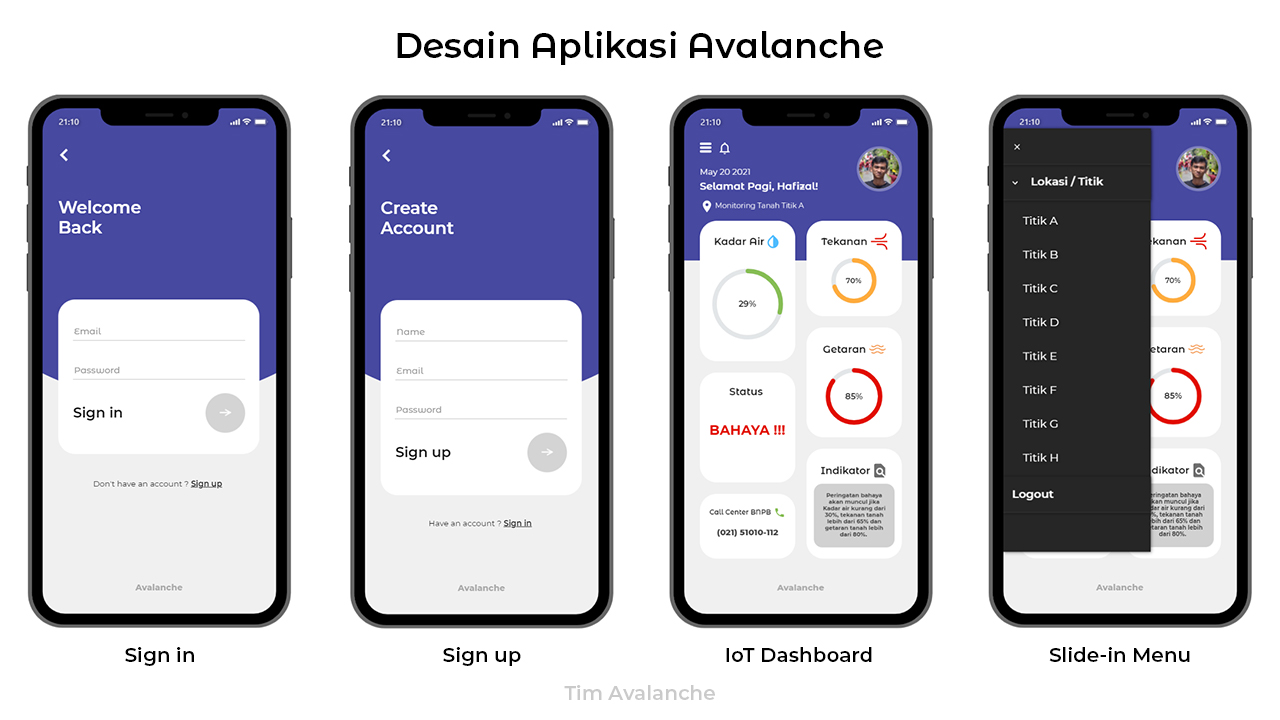 Desain Aplikasi Avalanche
21:10
Welcome
Back
Email
Password
Sign in
Don't have an account ? Sign up
Avalanche
Sign in
21:10
Create
Account
Name
Email
Password
Sign up
Have an account ? Sign in
Avalanche
Sign up
21:10
May 20 2021
Selamat Pagi, Hafizal!
Monitoring Tanah Titik A
Kadar Air
29%
Tekanan
70%
Getaran
85%
Status
BAHAYA !!!
Indikator
Peringatan bahaya
akan muncul jika
Kadar air kurang dari
30%, tekanan tanah
lebih dari 65% dan
getaran tanah lebih
dari 80%.
Call Center BNPB
(021) 51010-112
Avalanche
IoT Dashboard
21:10
×
Lokasi / Titik
Titik A
Titik B
Titik C
Titik D
Titik E
Titik F
Titik G
Titik H
Logout
ekanan
70%
etaran
85%
dikator
eringatan bahaya
akan muncul jika
dar air kurang dari
%, tekanan tanah
bih dari 65% dan
etaran tanah lebih
dari 80%.
Avalanche
Slide-in Menu
Tim Avalanche